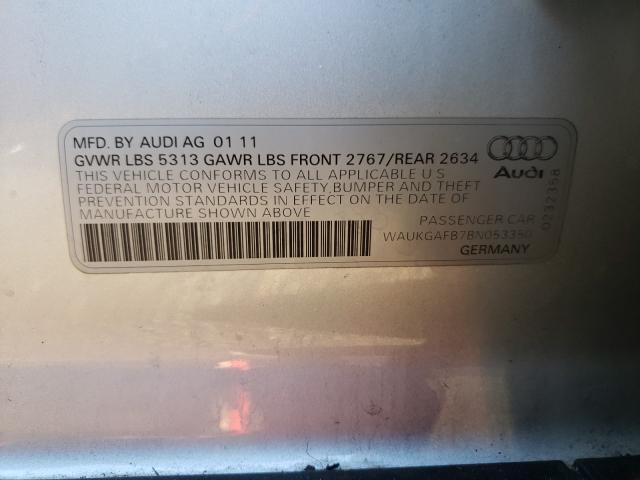 MFD. BY AUDI AG 01 11
GVWR LBS 5313 GAWR LBS FRONT 2767/REAR 2634
THIS VEHICLE CONFORMS TO ALL APPLICABLE U S
FEDERAL MOTOR VEHICLE SAFETY,BUMPER AND THEFT
PREVENTION STANDARDS IN EFFECT ON THE DATE OF
MANUFACTURE SHOWN ABOVE
PASSENGER CAR
WAUKGAFB7BN053350
GERMANY
Audi
0232358